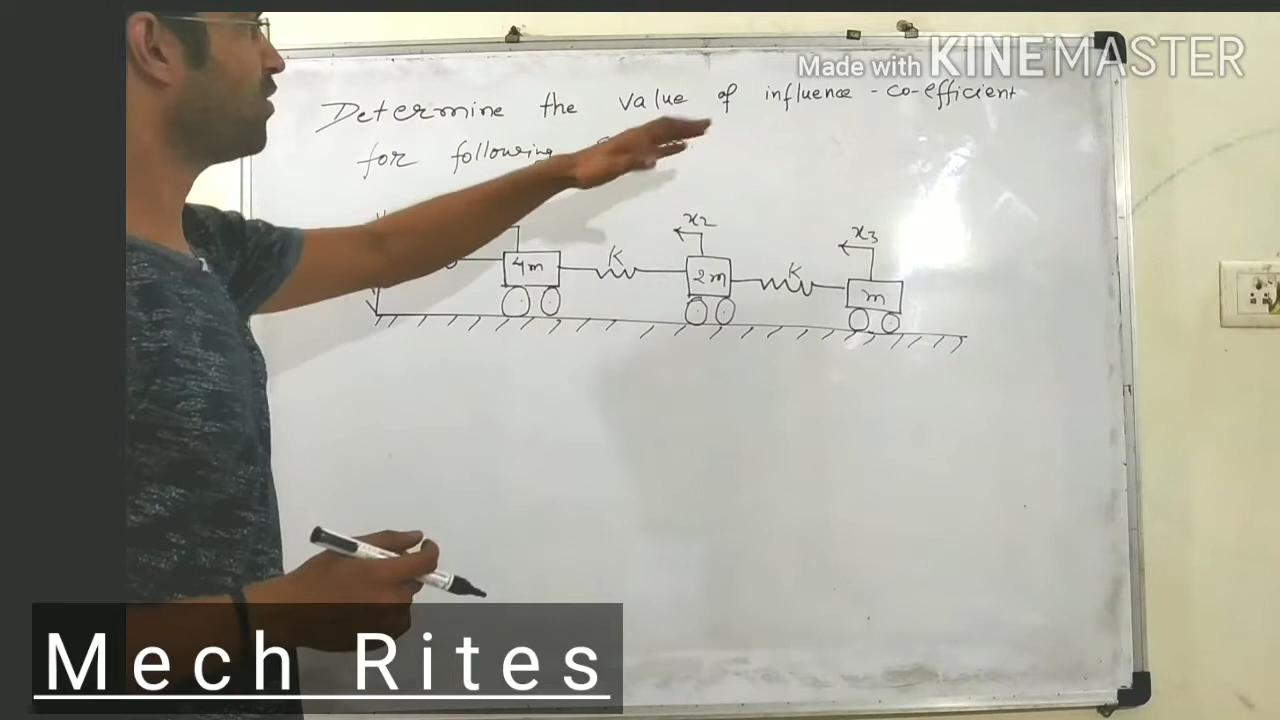 Made with KINEMASTER
Determine the value of influence - co-efficient
for following
x2
x3
4m K 2m K m
Mech Rites